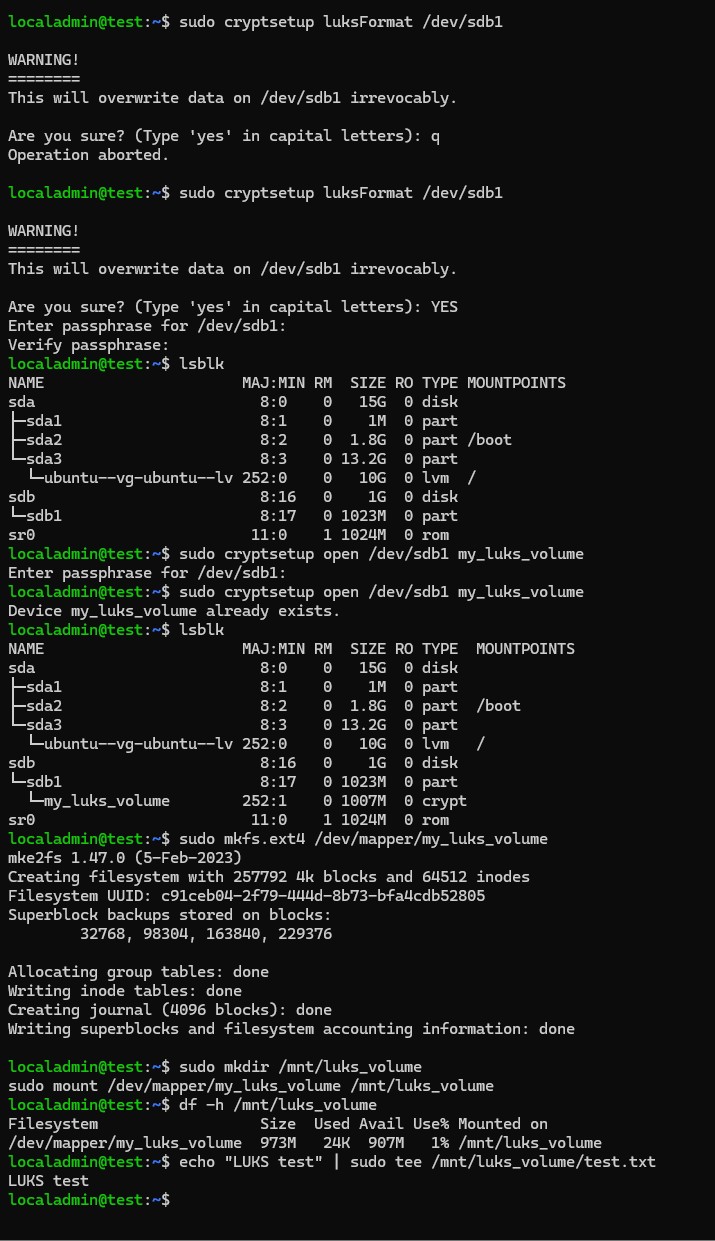 localadmin@test:~$ sudo cryptsetup luksFormat /dev/sdb1

WARNING!
========
This will overwrite data on /dev/sdb1 irrevocably.

Are you sure? (Type 'yes' in capital letters): q
Operation aborted.

localadmin@test:~$ sudo cryptsetup luksFormat /dev/sdb1

WARNING!
========
This will overwrite data on /dev/sdb1 irrevocably.

Are you sure? (Type 'yes' in capital letters): YES
Enter passphrase for /dev/sdb1:
Verify passphrase:
localadmin@test:~$ lsblk
NAME                      MAJ:MIN RM  SIZE RO TYPE MOUNTPOINTS
sda                         8:0    0   15G  0 disk
├─sda1                      8:1    0    1M  0 part
├─sda2                      8:2    0  1.8G  0 part /boot
└─sda3                      8:3    0 13.2G  0 part
  └─ubuntu--vg-ubuntu--lv 252:0    0   10G  0 lvm  /
sdb                         8:16   0    1G  0 disk
└─sdb1                      8:17   0 1023M  0 part
sr0                        11:0    1 1024M  0 rom
localadmin@test:~$ sudo cryptsetup open /dev/sdb1 my_luks_volume
Enter passphrase for /dev/sdb1:
localadmin@test:~$ sudo cryptsetup open /dev/sdb1 my_luks_volume
Device my_luks_volume already exists.
localadmin@test:~$ lsblk
NAME                      MAJ:MIN RM  SIZE RO TYPE  MOUNTPOINTS
sda                         8:0    0   15G  0 disk
├─sda1                      8:1    0    1M  0 part
├─sda2                      8:2    0  1.8G  0 part  /boot
└─sda3                      8:3    0 13.2G  0 part
  └─ubuntu--vg-ubuntu--lv 252:0    0   10G  0 lvm   /
sdb                         8:16   0    1G  0 disk
└─sdb1                      8:17   0 1023M  0 part
  └─my_luks_volume        252:1    0 1007M  0 crypt
sr0                        11:0    1 1024M  0 rom
localadmin@test:~$ sudo mkfs.ext4 /dev/mapper/my_luks_volume
mke2fs 1.47.0 (5-Feb-2023)
Creating filesystem with 257792 4k blocks and 64512 inodes
Filesystem UUID: c91ceb04-2f79-444d-8b73-bfa4cdb52805
Superblock backups stored on blocks:
        32768, 98304, 163840, 229376

Allocating group tables: done
Writing inode tables: done
Creating journal (4096 blocks): done
Writing superblocks and filesystem accounting information: done

localadmin@test:~$ sudo mkdir /mnt/luks_volume
sudo mount /dev/mapper/my_luks_volume /mnt/luks_volume
localadmin@test:~$ df -h /mnt/luks_volume
Filesystem                  Size  Used Avail Use% Mounted on
/dev/mapper/my_luks_volume  973M   24K  907M   1% /mnt/luks_volume
localadmin@test:~$ echo "LUKS test" | sudo tee /mnt/luks_volume/test.txt
LUKS test
localadmin@test:~$